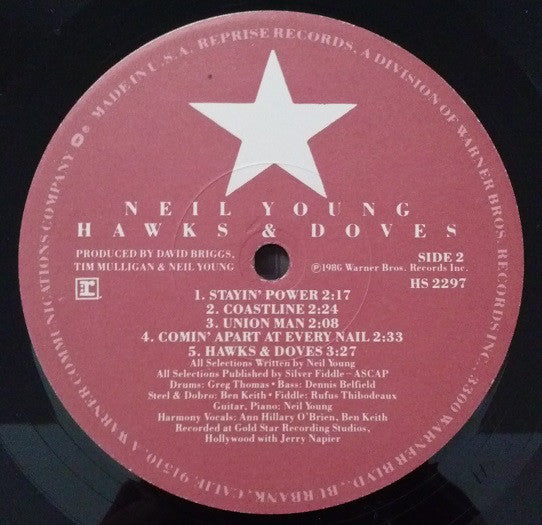 MADE IN U.S.A. REPRISE RECORDS, A DIVISION OF WARNER BROS. RECORDS INC., 3300 WARNER BLVD., BURBANK, CALIF. 91510, A WARNER COMMUNICATIONS COMPANY
NEIL YOUNG
HAWKS & DOVES
PRODUCED BY DAVID BRIGGS,
TIM MULLIGAN & NEIL YOUNG
SIDE 2
℗1980 Warner Bros. Records Inc.
HS 2297
1. STAYIN' POWER 2:17
2. COASTLINE 2:24
3. UNION MAN 2:08
4. COMIN' APART AT EVERY NAIL 2:33
5. HAWKS & DOVES 3:27
All Selections Written by Neil Young
All Selections Published by Silver Fiddle – ASCAP
Drums: Greg Thomas • Bass: Dennis Belfield
Steel & Dobro: Ben Keith • Fiddle: Rufus Thibodeaux
Guitar, Piano: Neil Young
Harmony Vocals: Ann Hillary O'Brien, Ben Keith
Recorded at Gold Star Recording Studios,
Hollywood with Jerry Napier